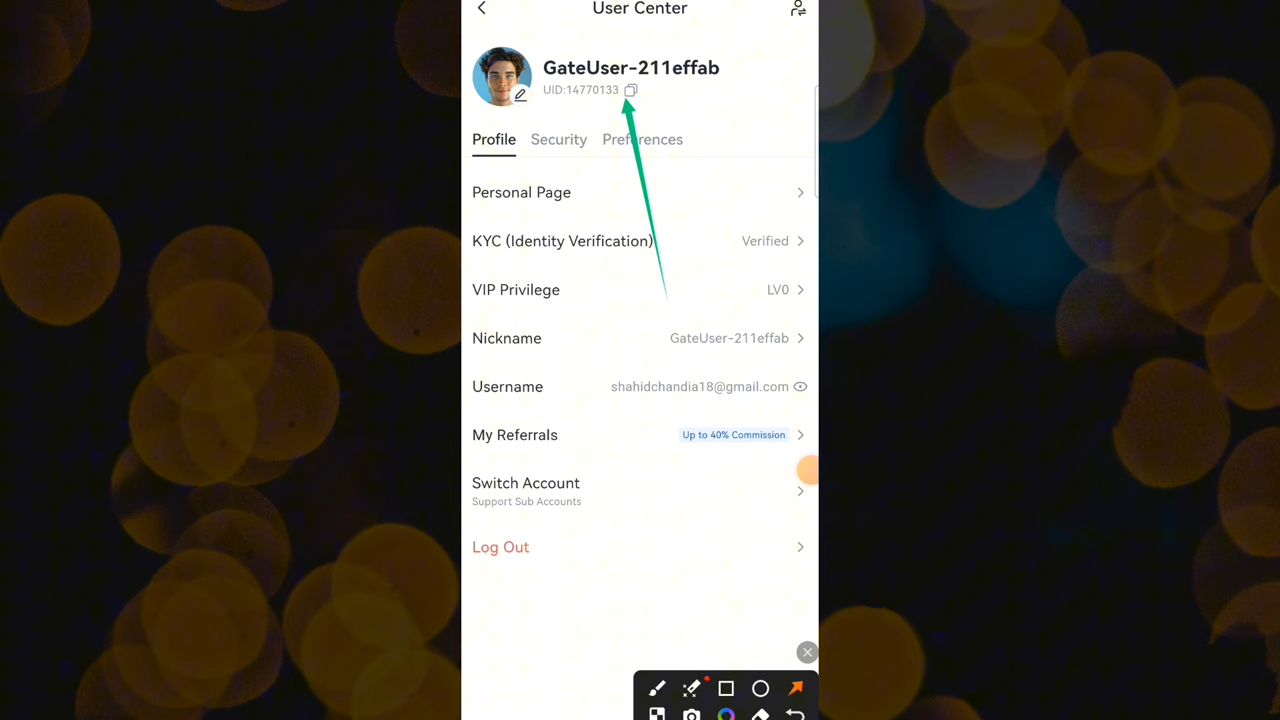 User Center
GateUser-211effab
UID:14770133
Profile Security Preferences
Personal Page
KYC (Identity Verification) Verified
VIP Privilege LV0
Nickname GateUser-211effab
Username shahidchandia18@gmail.com
My Referrals Up to 40% Commission
Switch Account
Support Sub Accounts
Log Out